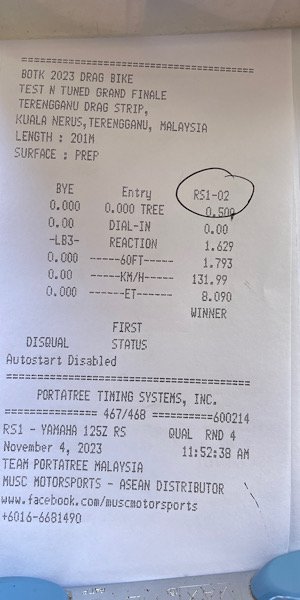 ==========================================
BOTK 2023 DRAG BIKE
TEST N TUNED GRAND FINALE
TERENGGANU DRAG STRIP,
KUALA NERUS,TERENGGANU, MALAYSIA
LENGTH : 201M
SURFACE : PREP
BYE Entry RS1-02
0.000 0.000 TREE 0.500
0.00 DIAL-IN 0.00
-LB3- REACTION 1.629
0.000 ------60FT----- 1.793
0.00 -----KM/H----- 131.99
0.000 ------ET----- 8.090
WINNER
FIRST
DISQUAL STATUS
Autostart Disabled
==========================================
PORTATREE TIMING SYSTEMS, INC.
================ 467/468 ==========600214
RS1 - YAMAHA 125Z RS QUAL RND 4
November 4, 2023 11:52:38 AM
TEAM PORTATREE MALAYSIA
MUSC MOTORSPORTS - ASEAN DISTRIBUTOR
www.facebook.com/muscmotorsports
+6016-6681490